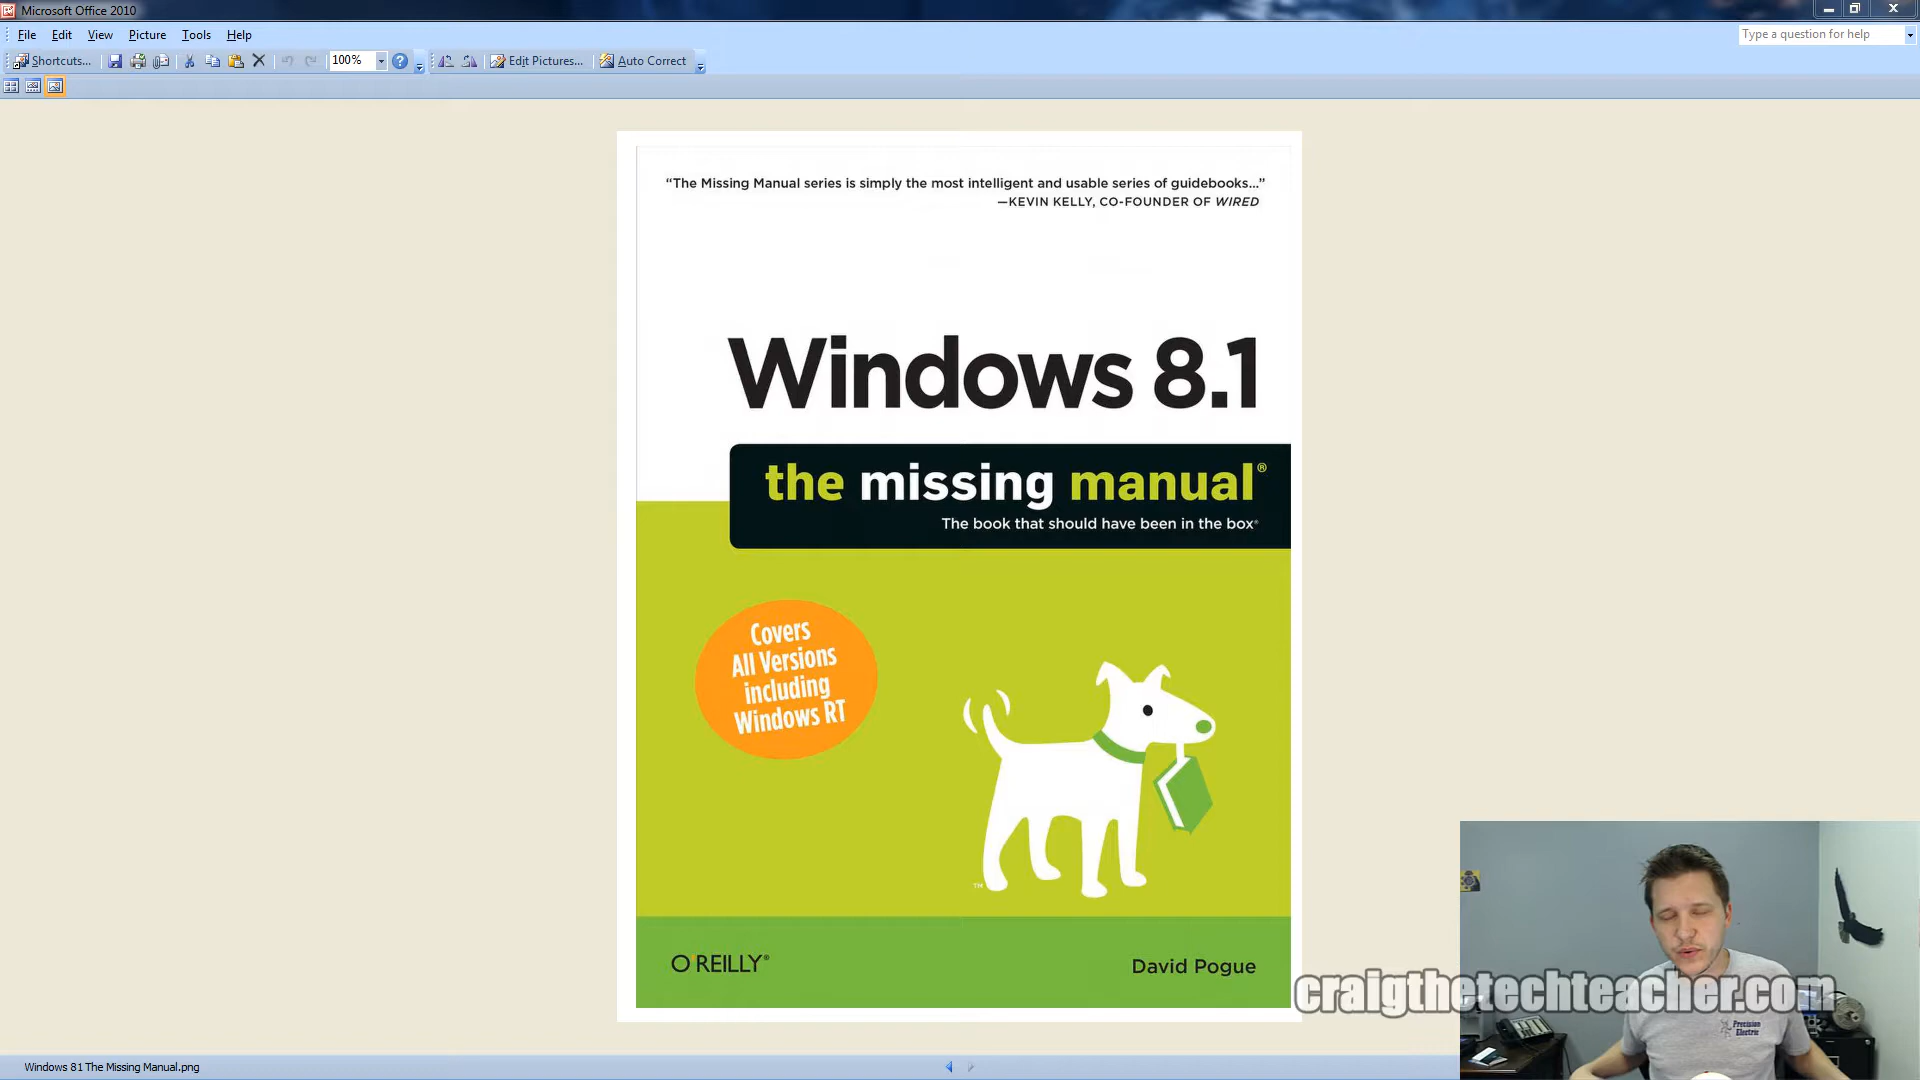 Microsoft Office 2010
File Edit View Picture Tools Help
Type a question for help
Shortcuts...
100%
Edit Pictures...
Auto Correct
“The Missing Manual series is simply the most intelligent and usable series of guidebooks...”
—KEVIN KELLY, CO-FOUNDER OF WIRED
Windows 8.1
the missing manual®
The book that should have been in the box®
Covers
All Versions
including
Windows RT
TM
O'REILLY®
David Pogue
craigthetechteacher.com
Precision
Electric
Windows 81 The Missing Manual.png